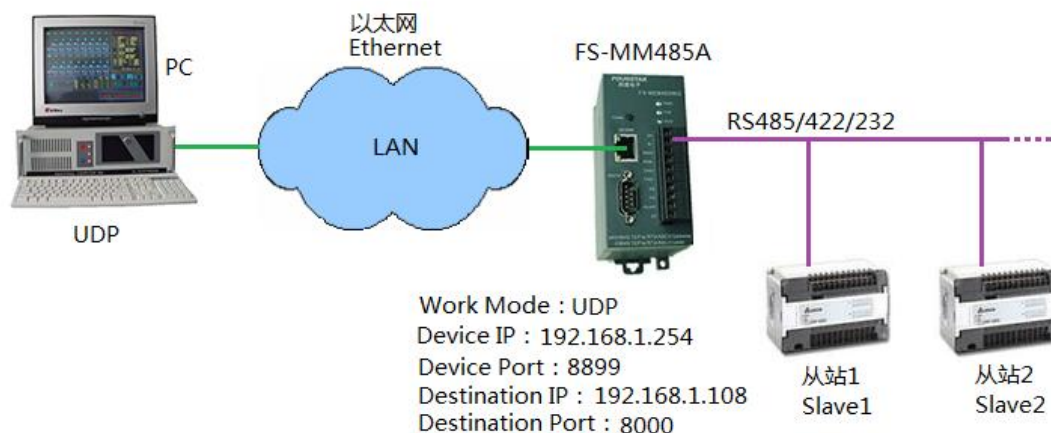 以太网
Ethernet
PC
FS-MM485A
LAN
RS485/422/232
UDP
Work Mode：UDP
Device IP：192.168.1.254
Device Port：8899
Destination IP：192.168.1.108
Destination Port：8000
从站1
Slave1
从站2
Slave2